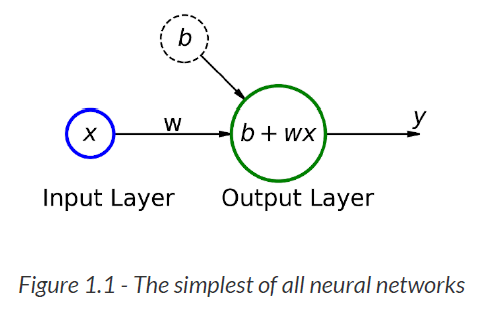 b
x
w
b + wx
y
Input Layer
Output Layer
Figure 1.1 - The simplest of all neural networks